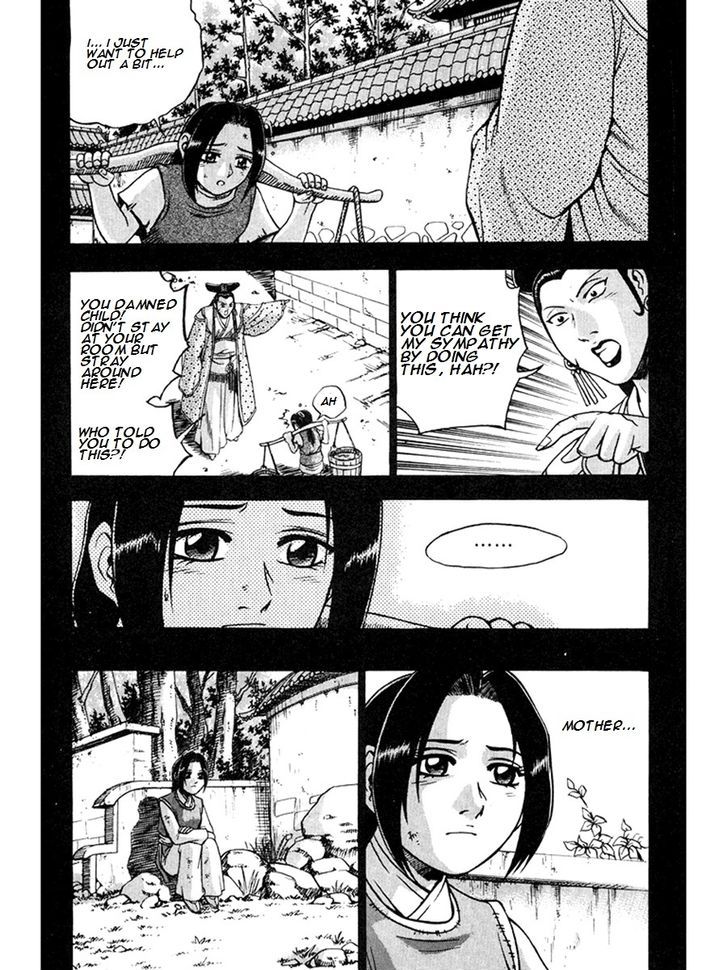 I... I JUST
WANT TO HELP
OUT A BIT...
YOU DAMNED
CHILD!
DIDN'T STAY
AT YOUR
ROOM BUT
STRAY
AROUND
HERE!
WHO TOLD
YOU TO DO
THIS?!
AH
YOU THINK
YOU CAN GET
MY SYMPATHY
BY DOING
THIS, HAH?!
......
MOTHER...